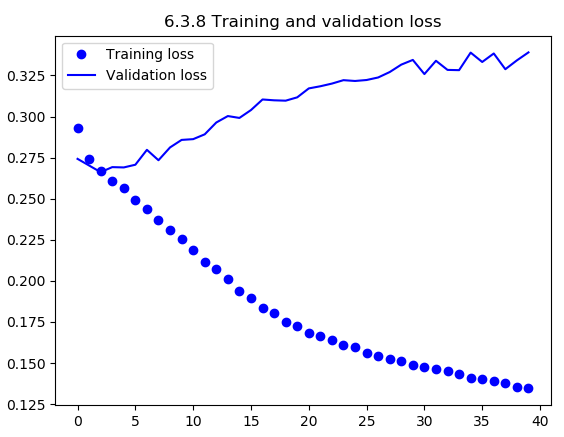 6.3.8 Training and validation loss
Training loss
Validation loss
0.325
0.300
0.275
0.250
0.225
0.200
0.175
0.150
0.125
0 5 10 15 20 25 30 35 40